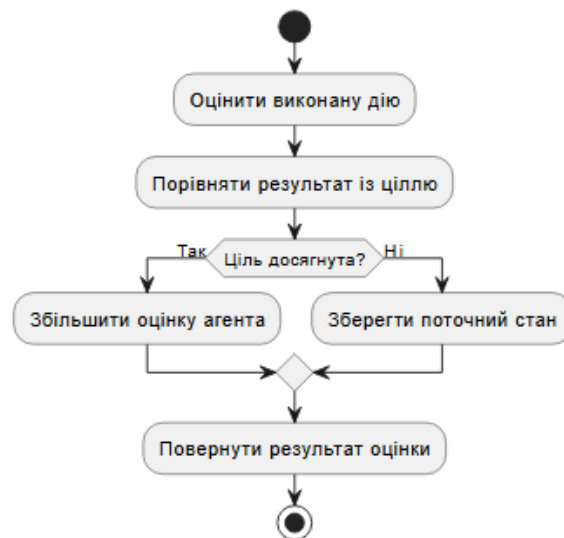 Оцінити виконану дію
Порівняти результат із ціллю
Так
Ціль досягнута?
Ні
Збільшити оцінку агента
Зберегти поточний стан
Повернути результат оцінки